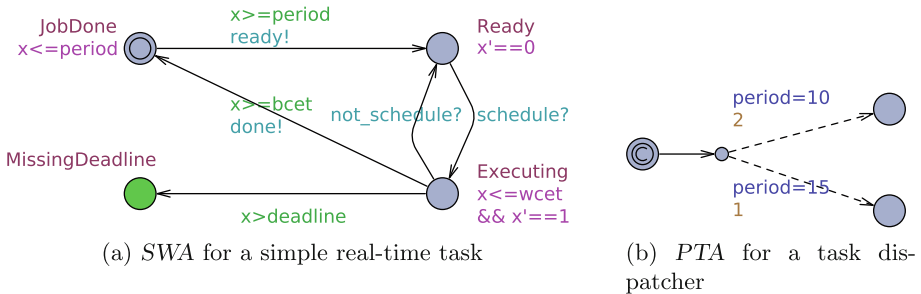 JobDone
x<=period
x>=period
ready!
Ready
x'==0
x>=bcet
done!
not_schedule?
schedule?
MissingDeadline
x>deadline
Executing
x<=wcet
&& x'==1
(a) SWA for a simple real-time task
C
period=10
2
period=15
1
(b) PTA for a task dis-
patcher